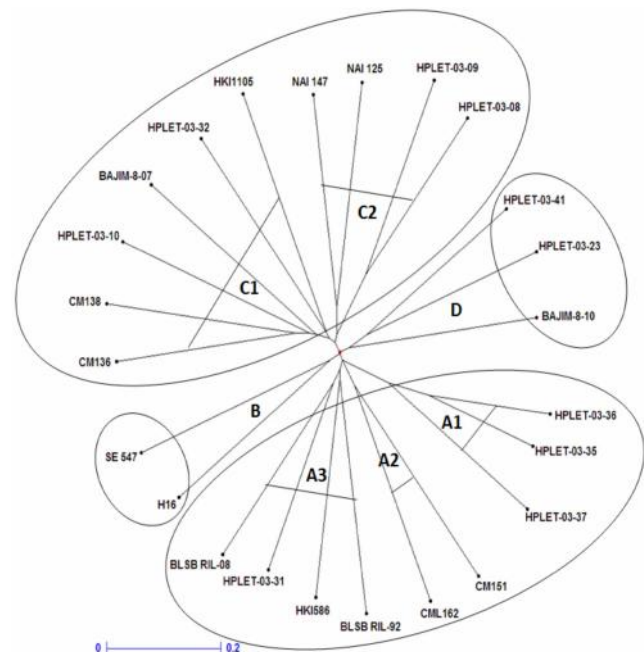 NAI 125
HPLET-03-09
HKI1105
NAI 147
HPLET-03-08
HPLET-03-32
BAJIM-8-07
HPLET-03-41
C2
HPLET-03-10
HPLET-03-23
C1
CM138
D
BAJIM-8-10
CM136
B
HPLET-03-36
A1
SE 547
HPLET-03-35
A2
A3
H16
HPLET-03-37
BLSB RIL-08
HPLET-03-31
CM151
HKI586
CML162
BLSB RIL-92
0
0.2